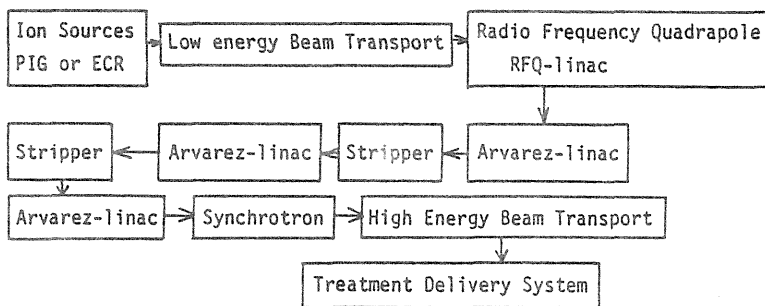 Ion Sources
PIG or ECR
Low energy Beam Transport
Radio Frequency Quadrapole
RFQ-linac
Stripper
Arvarez-linac
Stripper
Arvarez-linac
Arvarez-linac
Synchrotron
High Energy Beam Transport
Treatment Delivery System